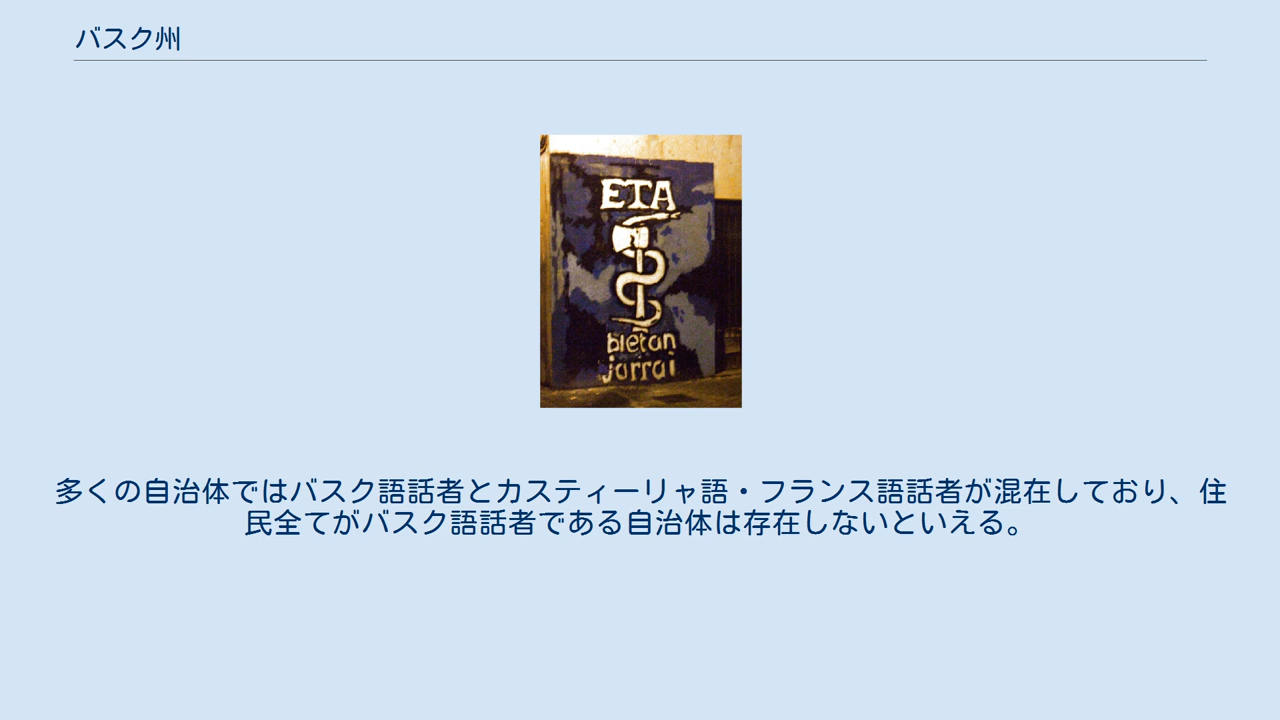 バスク州
ETA
bietan
jarrai
多くの自治体ではバスク語話者とカスティーリャ語・フランス語話者が混在しており、住
民全てがバスク語話者である自治体は存在しないといえる。